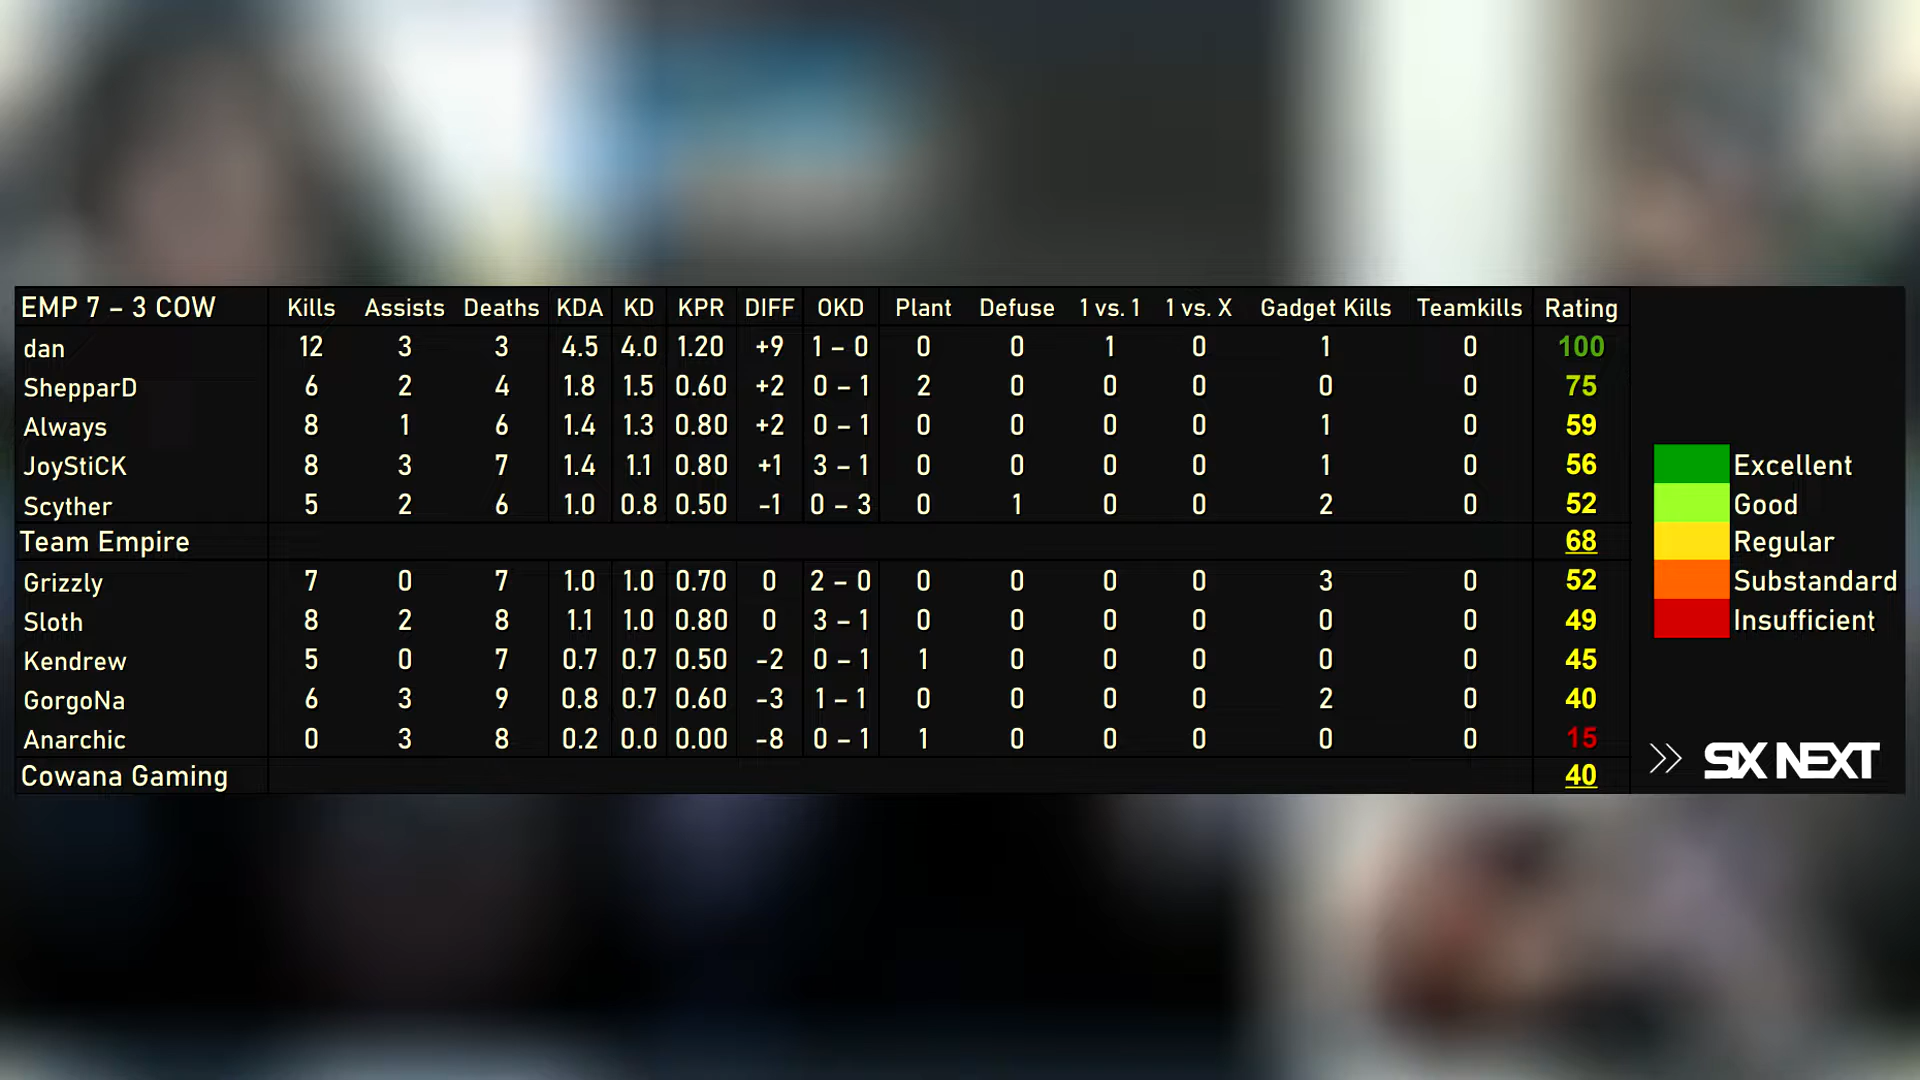 EMP 7 – 3 COW Kills Assists Deaths KDA KD KPR DIFF OKD Plant Defuse 1 vs. 1 1 vs. X Gadget Kills Teamkills Rating
dan 12 3 3 4.5 4.0 1.20 +9 1 – 0 0 0 1 0 1 0 100
ShepparD 6 2 4 1.8 1.5 0.60 +2 0 – 1 2 0 0 0 0 0 75
Always 8 1 6 1.4 1.3 0.80 +2 0 – 1 0 0 0 0 1 0 59
JoyStiCK 8 3 7 1.4 1.1 0.80 +1 3 – 1 0 0 0 0 1 0 56
Scyther 5 2 6 1.0 0.8 0.50 -1 0 – 3 0 1 0 0 2 0 52
Team Empire 68
Grizzly 7 0 7 1.0 1.0 0.70 0 2 – 0 0 0 0 0 3 0 52
Sloth 8 2 8 1.1 1.0 0.80 0 3 – 1 0 0 0 0 0 0 49
Kendrew 5 0 7 0.7 0.7 0.50 -2 0 – 1 1 0 0 0 0 0 45
GorgoNa 6 3 9 0.8 0.7 0.60 -3 1 – 1 0 0 0 0 2 0 40
Anarchic 0 3 8 0.2 0.0 0.00 -8 0 – 1 1 0 0 0 0 0 15
Cowana Gaming 40
Excellent
Good
Regular
Substandard
Insufficient
SIX NEXT